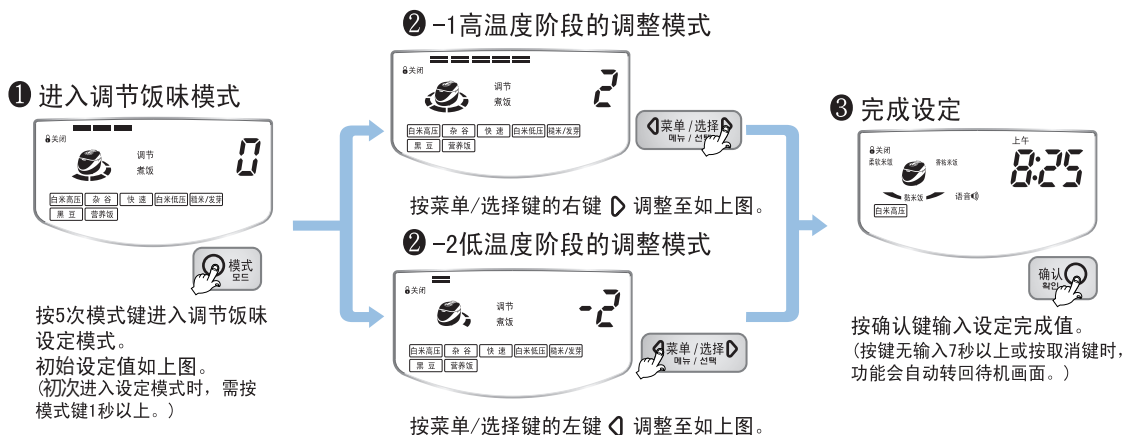 ❶ 进入调节饭味模式
关闭
调节
煮饭
0
白米高压 杂谷 快速 白米低压 糙米/发芽
黑豆 营养饭
模式
모드
按5次模式键进入调节饭味
设定模式。
初始设定值如上图。
(初次进入设定模式时，需按
模式键1秒以上。)
❷ -1高温度阶段的调整模式
关闭
调节
煮饭
2
白米高压 杂谷 快速 白米低压 糙米/发芽
黑豆 营养饭
菜单/选择
메뉴/선택
按菜单/选择键的右键 ▷ 调整至如上图。
❷ -2低温度阶段的调整模式
关闭
调节
煮饭
-2
白米高压 杂谷 快速 白米低压 糙米/发芽
黑豆 营养饭
菜单/选择
메뉴/선택
按菜单/选择键的左键 ◁ 调整至如上图。
❸ 完成设定
上午
关闭
8:25
柔软米饭 香粘米饭
黏米饭 语音
白米高压
确认
확인
按确认键输入设定完成值。
(按键无输入7秒以上或按取消键时，
功能会自动转回待机画面。)